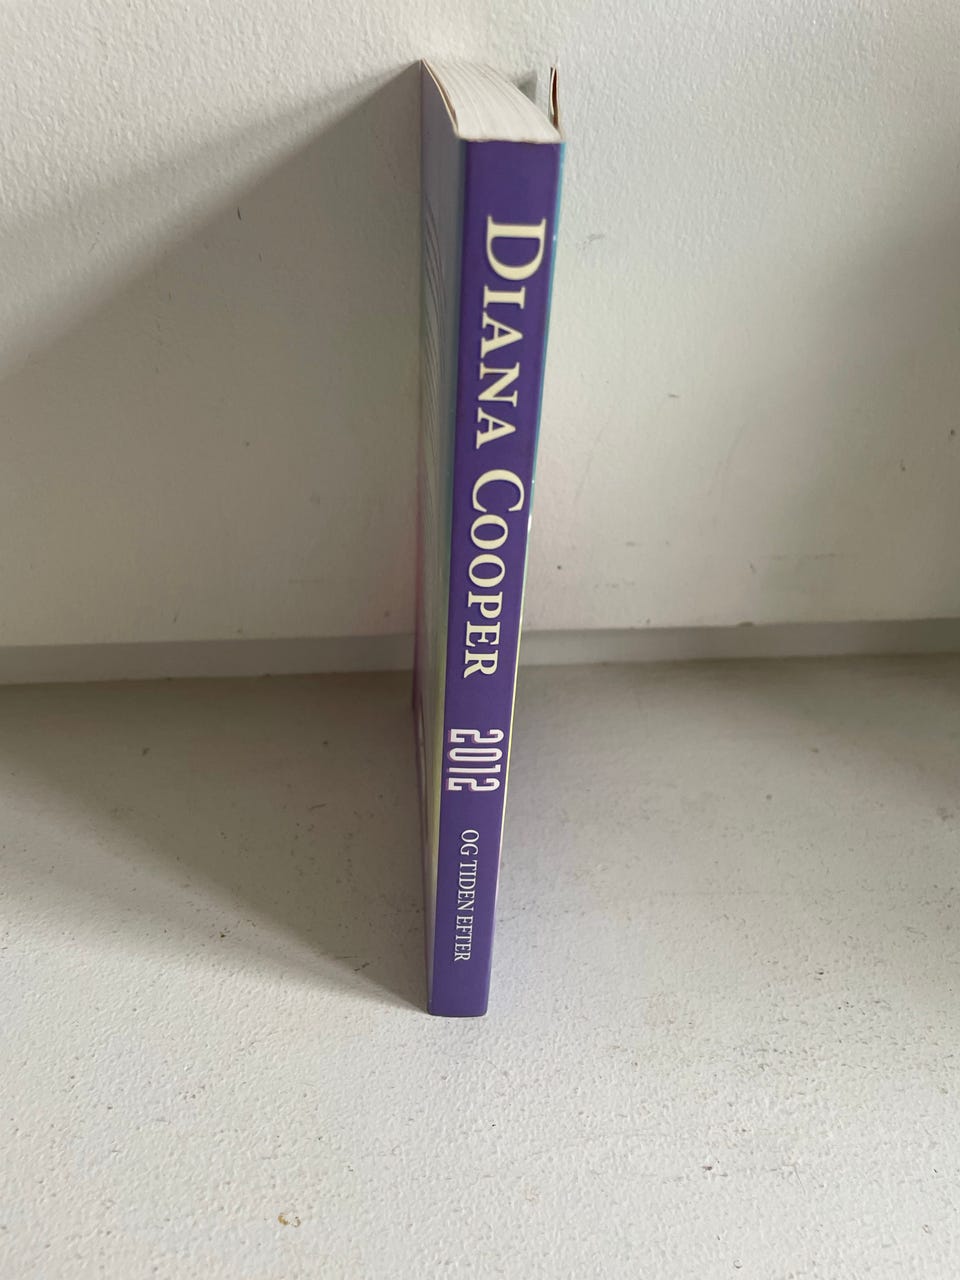 DIANA COOPER
2012
OG TIDEN EFTER